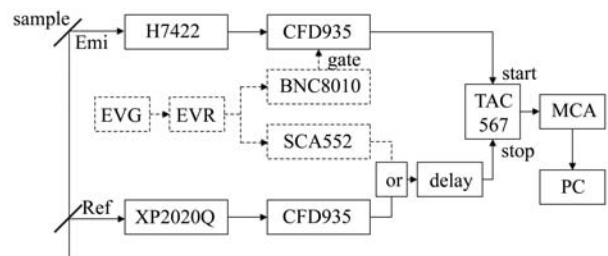 sample
Emi
H7422
CFD935
gate
BNC8010
start
EVG
EVR
TAC
567
MCA
SCA552
stop
or
delay
PC
Ref
XP2020Q
CFD935